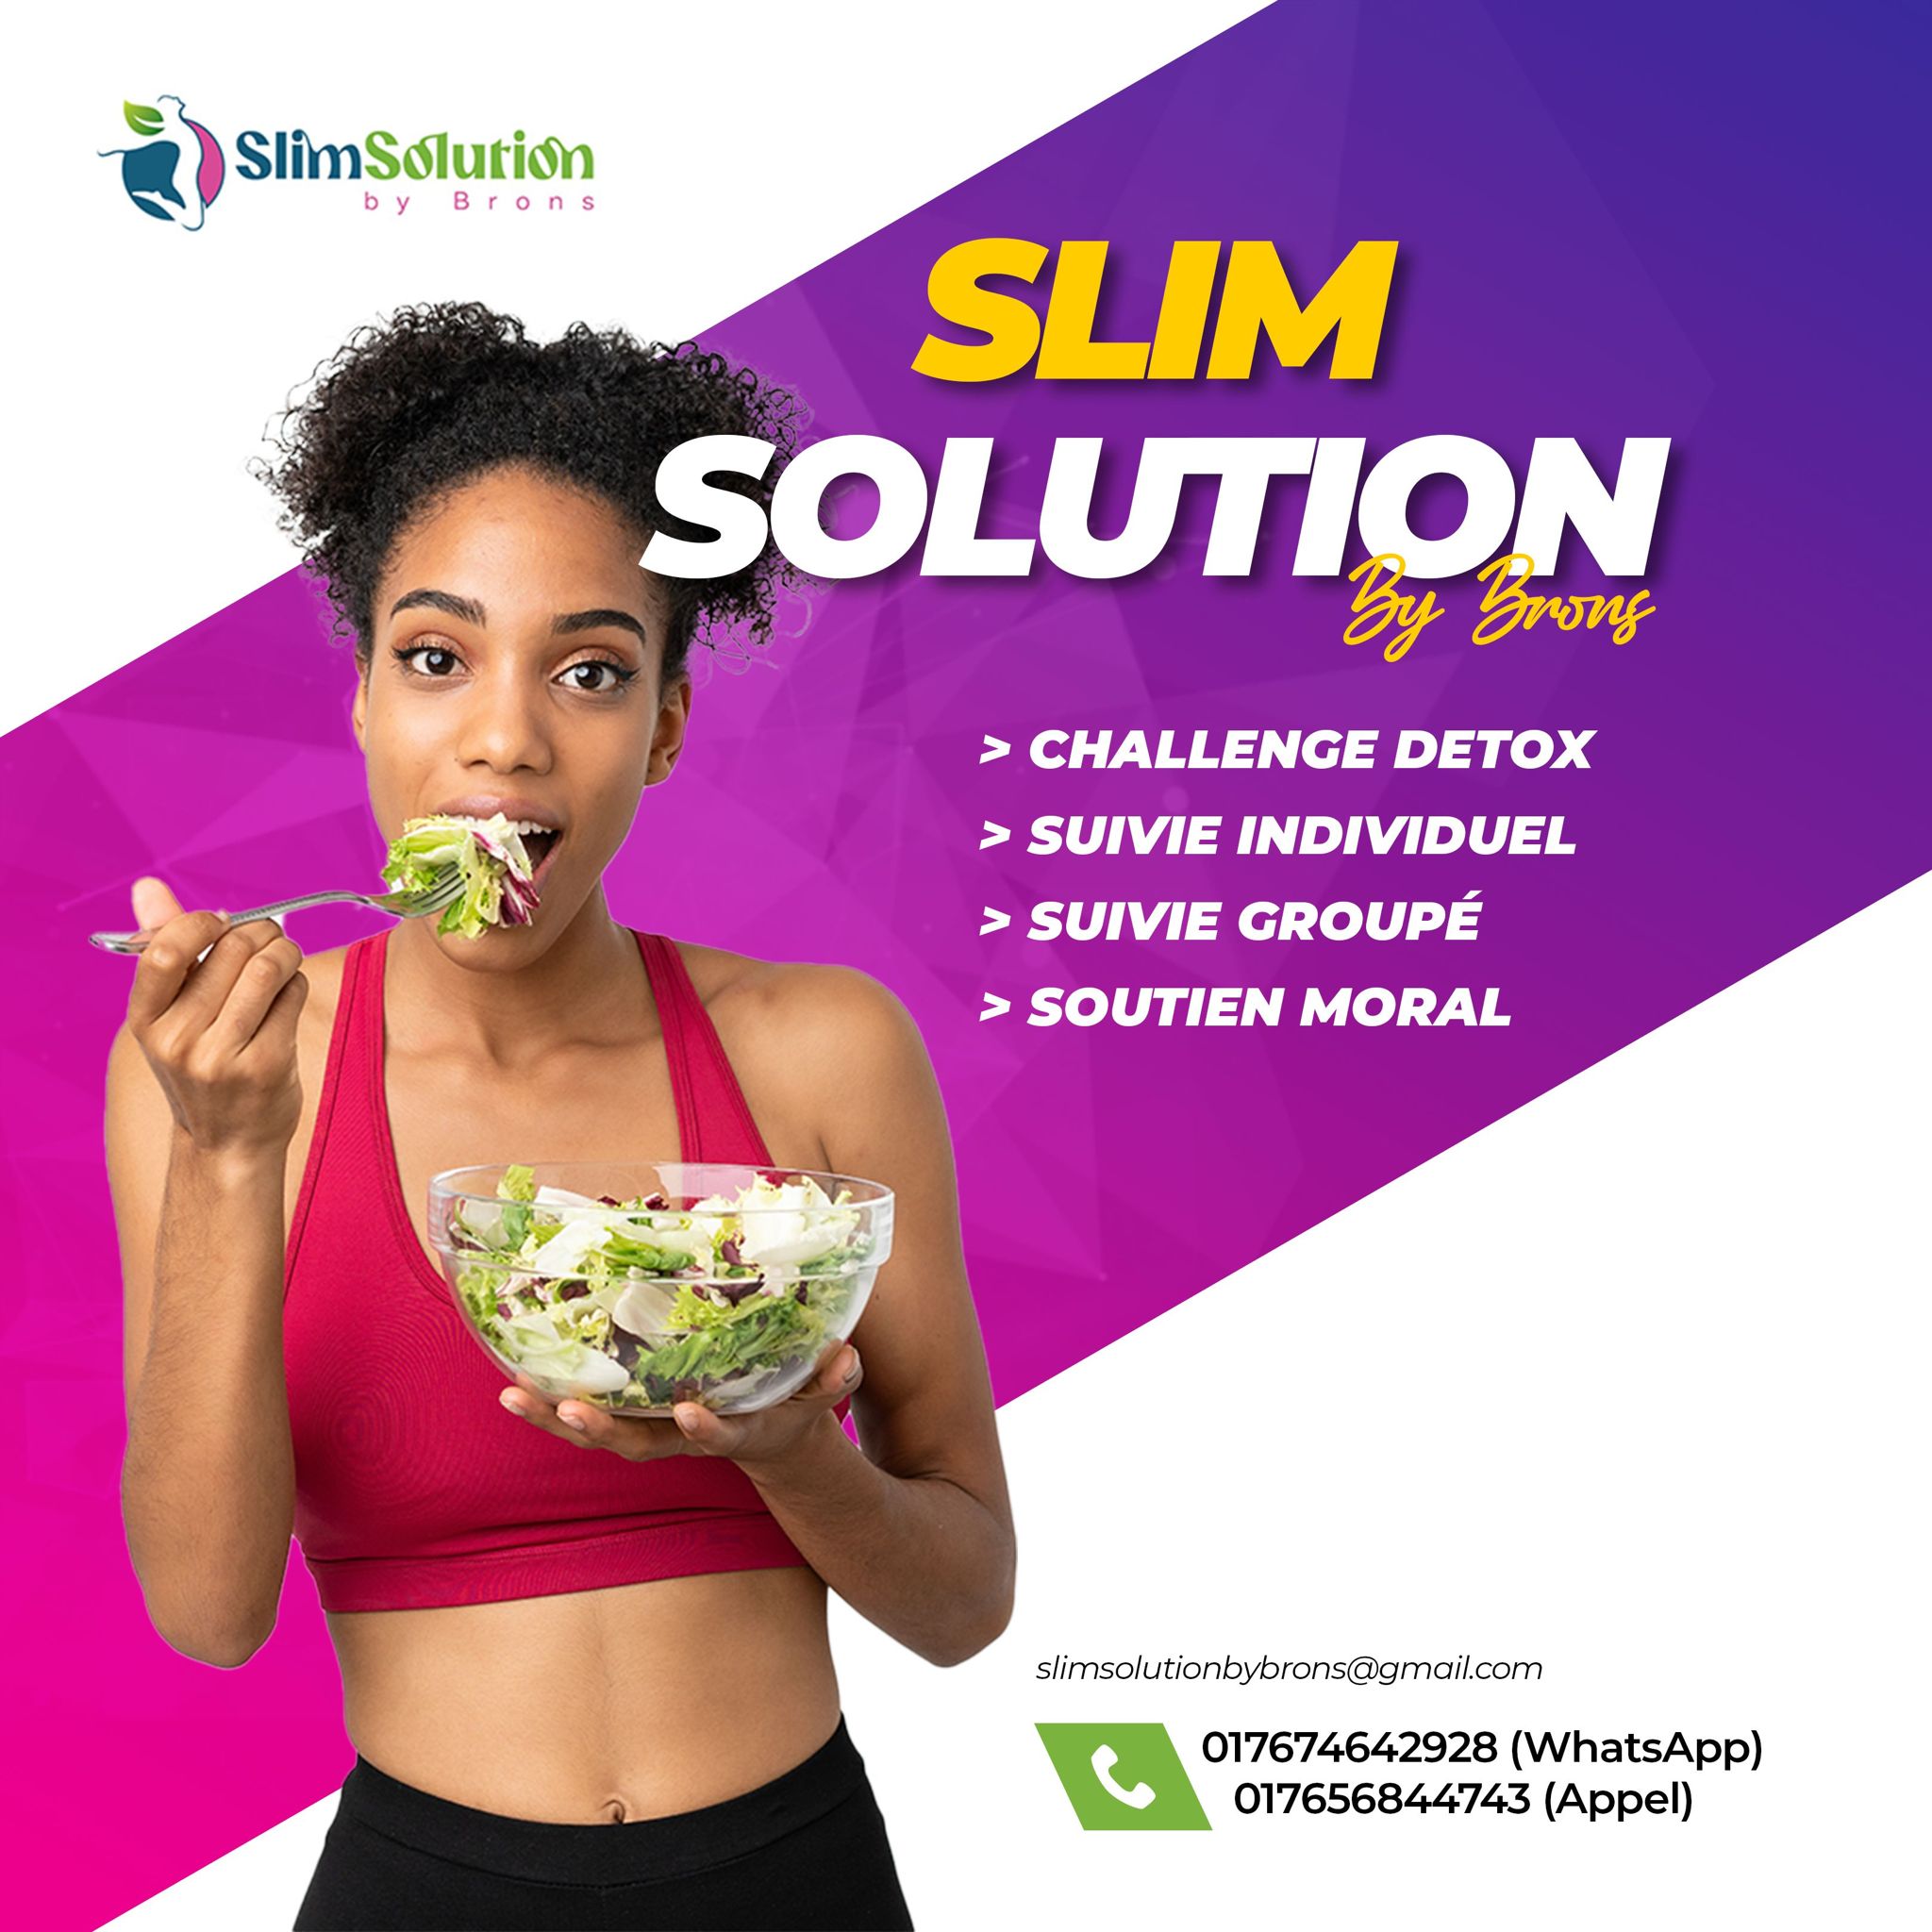 SlimSolution
by Brons
SLIM
SOLUTION
By Brons
> CHALLENGE DETOX
> SUIVIE INDIVIDUEL
> SUIVIE GROUPÉ
> SOUTIEN MORAL
slimsolutionbybrons@gmail.com
017674642928 (WhatsApp)
017656844743 (Appel)